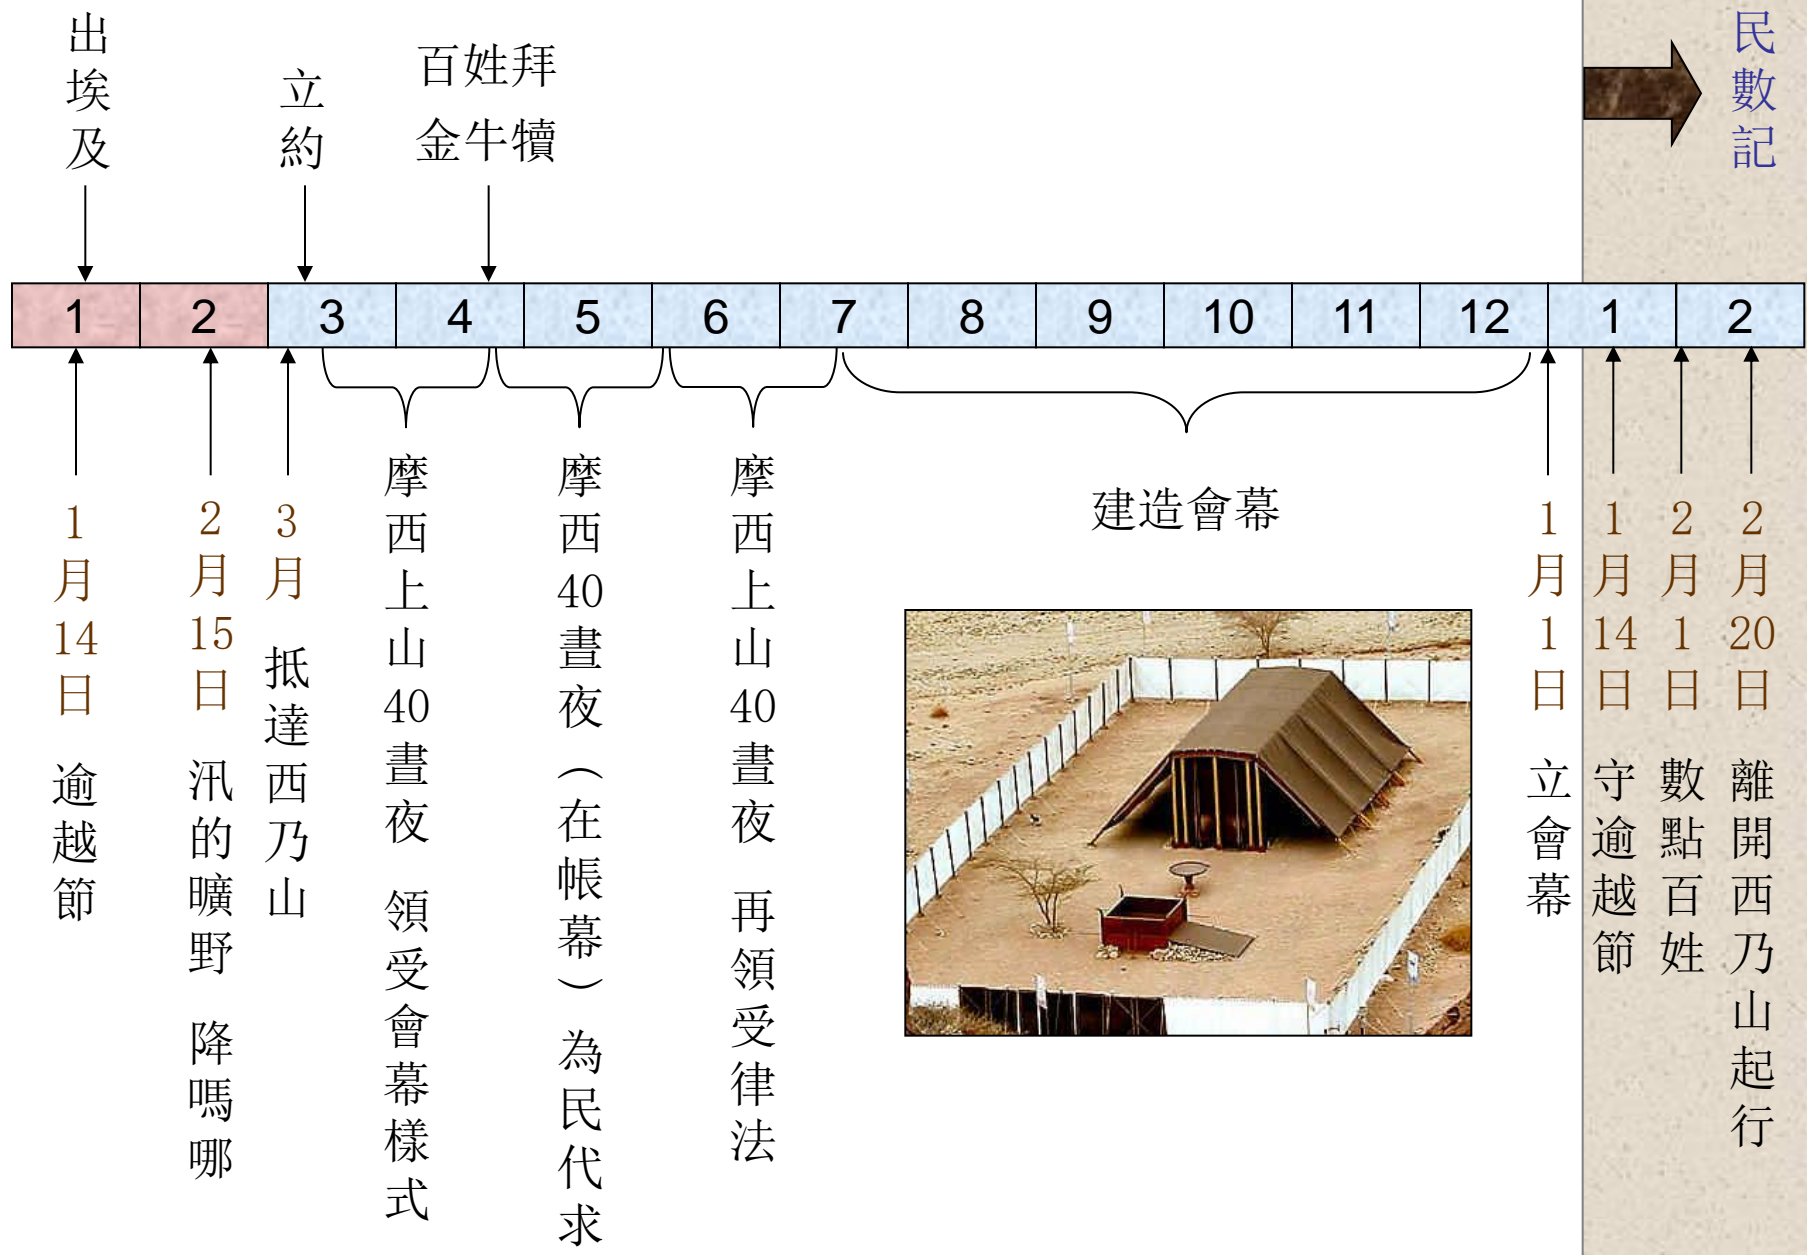 出埃及
立約
百姓拜
金牛犢
民數記
1
2
3
4
5
6
7
8
9
10
11
12
1
2
1月14日 逾越節
2月15日 汛的曠野 降嗎哪
3月 抵達西乃山
摩西上山40晝夜 領受會幕樣式
摩西40晝夜（在帳幕）為民代求
摩西上山40晝夜 再領受律法
建造會幕
1月1日 立會幕
1月14日 守逾越節
2月1日 數點百姓
2月20日 離開西乃山起行